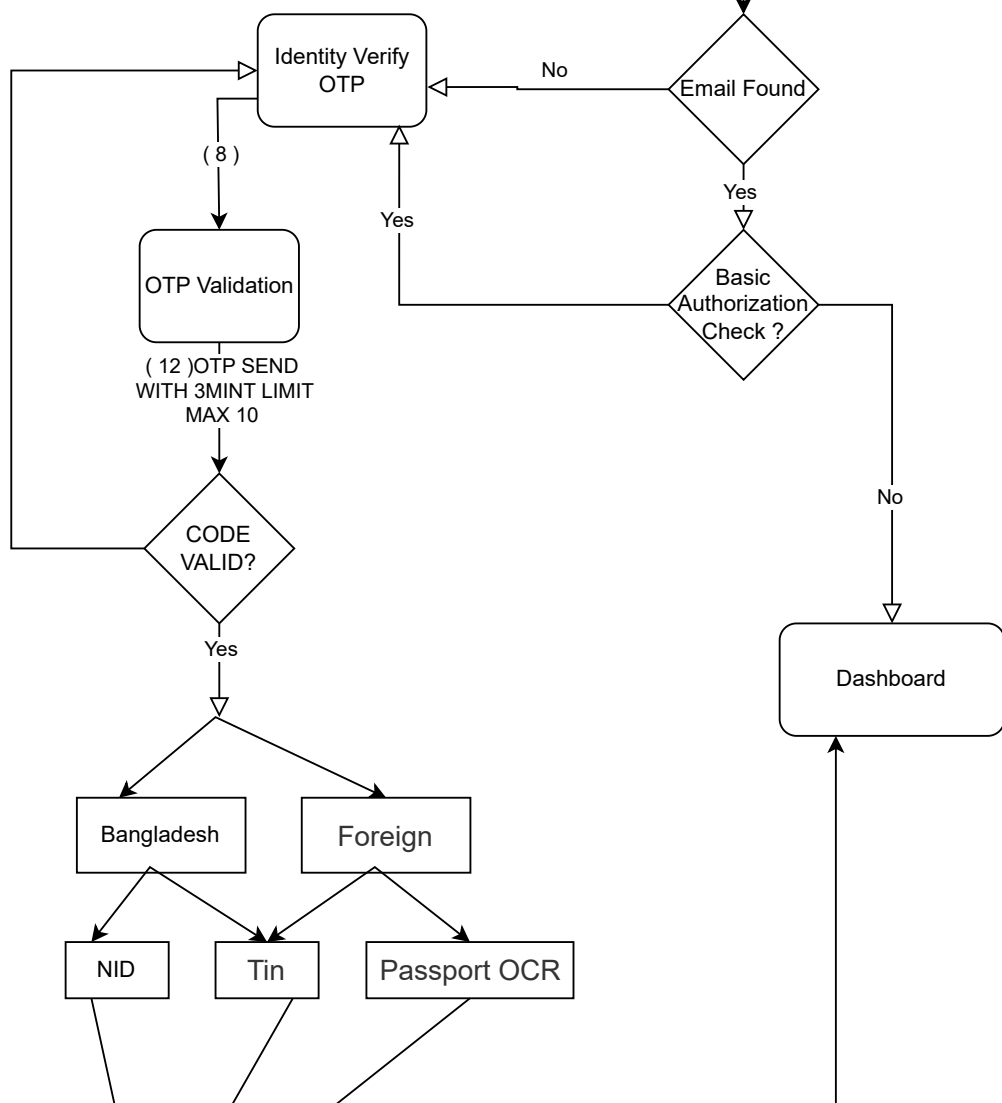 Identity Verify
OTP
No
Email Found
( 8 )
Yes
Yes
OTP Validation
Basic
Authorization
Check ?
( 12 )OTP SEND
WITH 3MINT LIMIT
MAX 10
No
CODE
VALID?
Yes
Dashboard
Bangladesh
Foreign
NID
Tin
Passport OCR